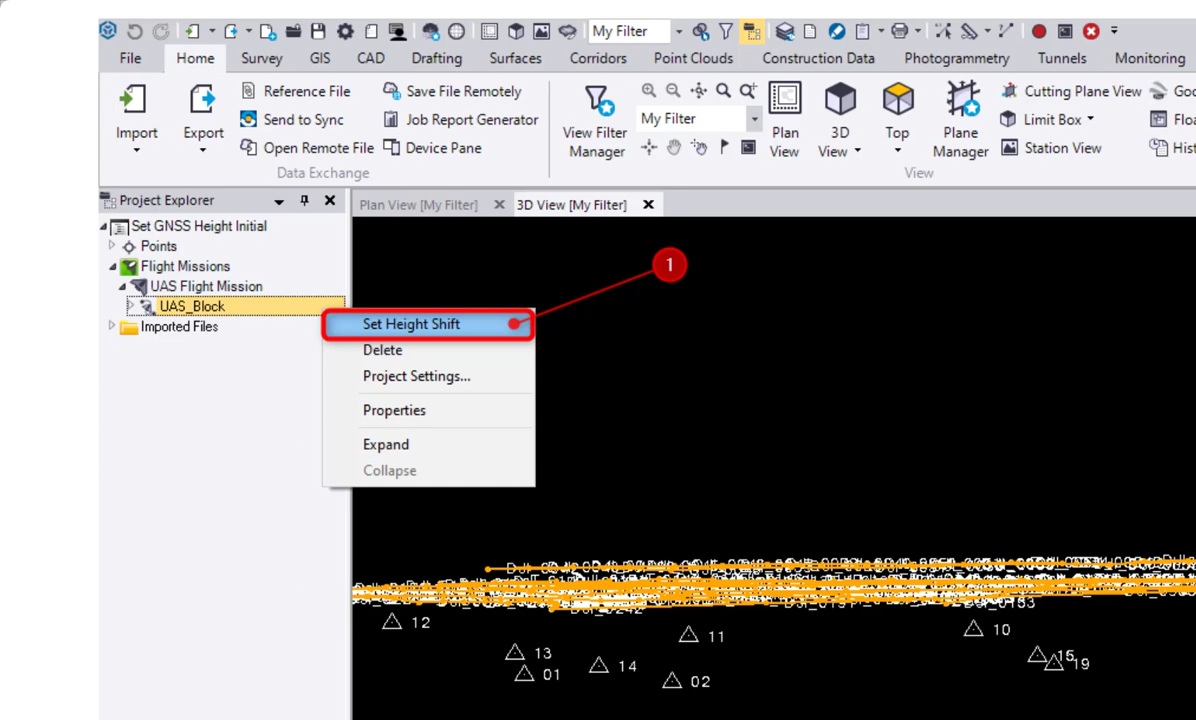 My Filter
File Home Survey GIS CAD Drafting Surfaces Corridors Point Clouds Construction Data Photogrammetry Tunnels Monitoring
Import
Export
Reference File
Send to Sync
Open Remote File
Save File Remotely
Job Report Generator
Device Pane
Data Exchange
View Filter
Manager
My Filter
Plan
View
3D
View
Top
Plane
Manager
Cutting Plane View
Limit Box
Station View
Goo
Floa
Hist
View
Project Explorer
Set GNSS Height Initial
Points
Flight Missions
UAS Flight Mission
UAS_Block
Imported Files
Plan View [My Filter]
3D View [My Filter]
1
Set Height Shift
Delete
Project Settings...
Properties
Expand
Collapse
12
13
01
14
11
02
10
15
19